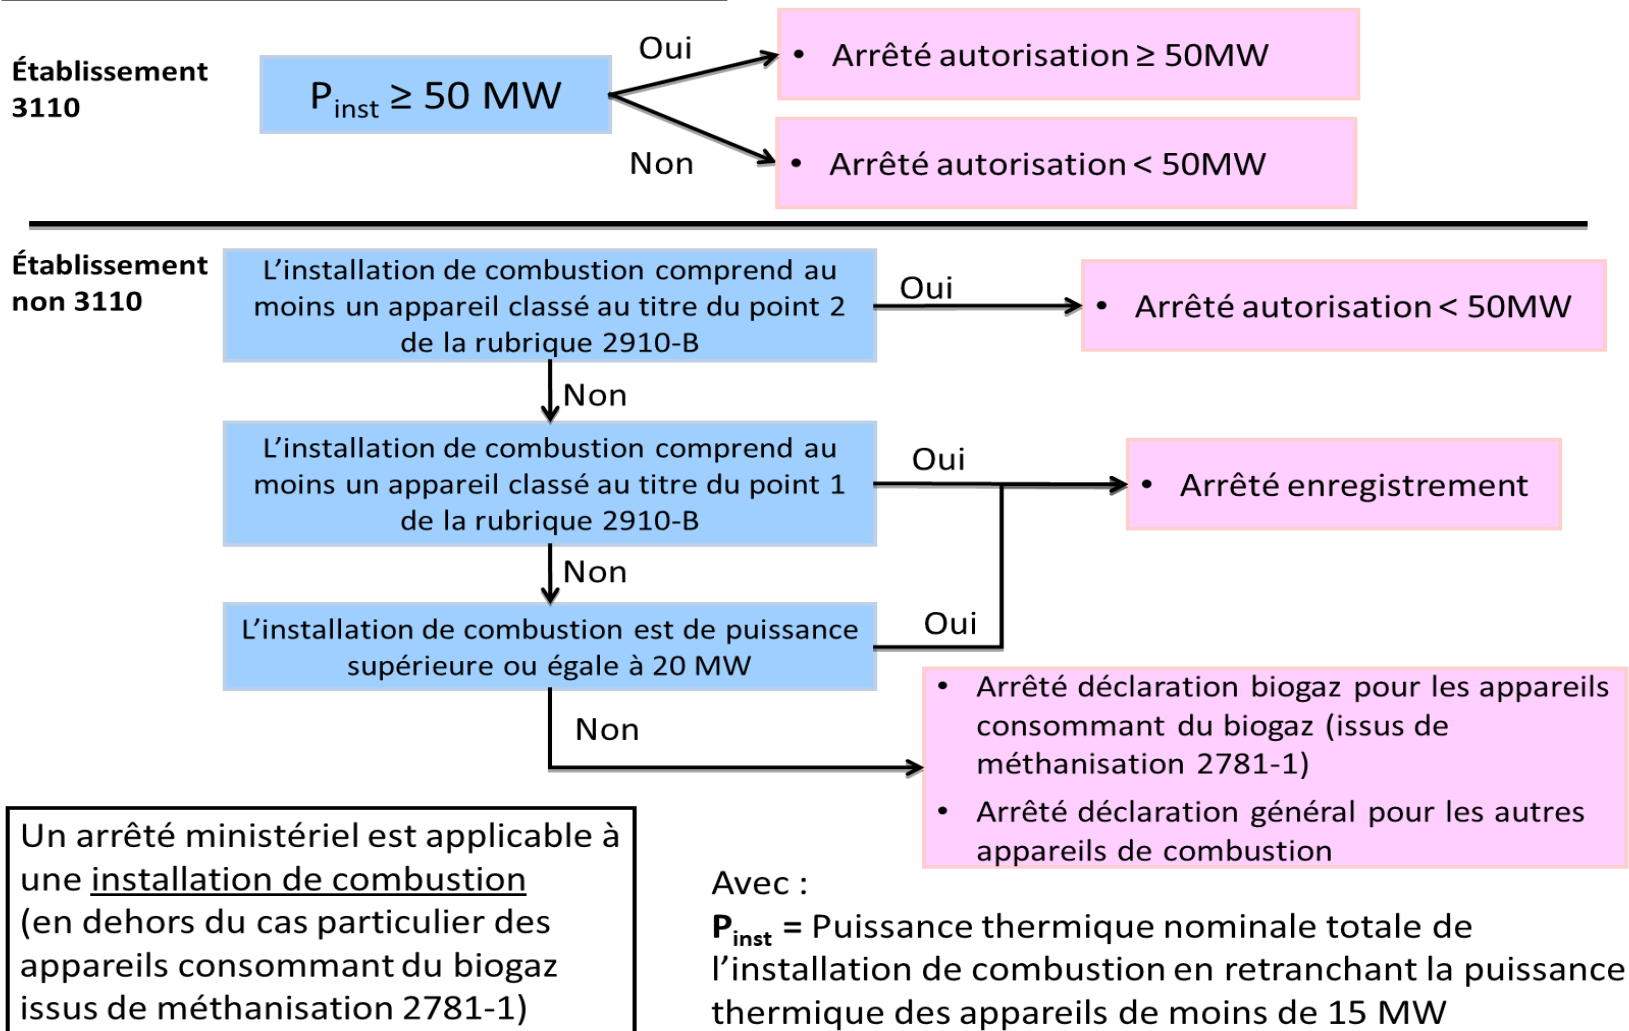 Établissement
3110
P_inst ≥ 50 MW
Oui
• Arrêté autorisation ≥ 50MW
Non
• Arrêté autorisation < 50MW
Établissement
non 3110
L’installation de combustion comprend au
moins un appareil classé au titre du point 2
de la rubrique 2910-B
Oui
• Arrêté autorisation < 50MW
Non
L’installation de combustion comprend au
moins un appareil classé au titre du point 1
de la rubrique 2910-B
Oui
• Arrêté enregistrement
Non
L’installation de combustion est de puissance
supérieure ou égale à 20 MW
Oui
Non
• Arrêté déclaration biogaz pour les appareils
consommant du biogaz (issus de
méthanisation 2781-1)
• Arrêté déclaration général pour les autres
appareils de combustion
Un arrêté ministériel est applicable à
une installation de combustion
(en dehors du cas particulier des
appareils consommant du biogaz
issus de méthanisation 2781-1)
Avec :
P_inst = Puissance thermique nominale totale de
l’installation de combustion en retranchant la puissance
thermique des appareils de moins de 15 MW